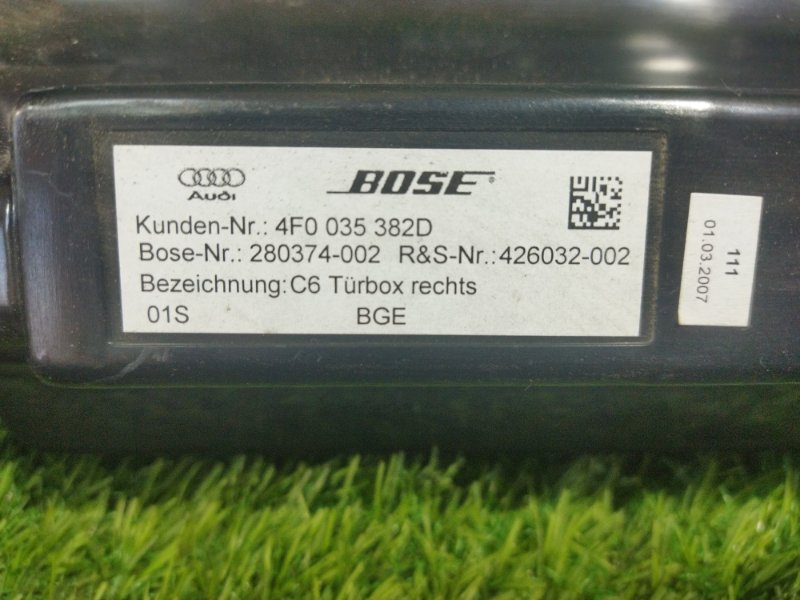 Audi BOSE®
Kunden-Nr.: 4F0 035 382D
Bose-Nr.: 280374-002 R&S-Nr.:426032-002
Bezeichnung:C6 Türbox rechts
01S BGE
111
01.03.2007